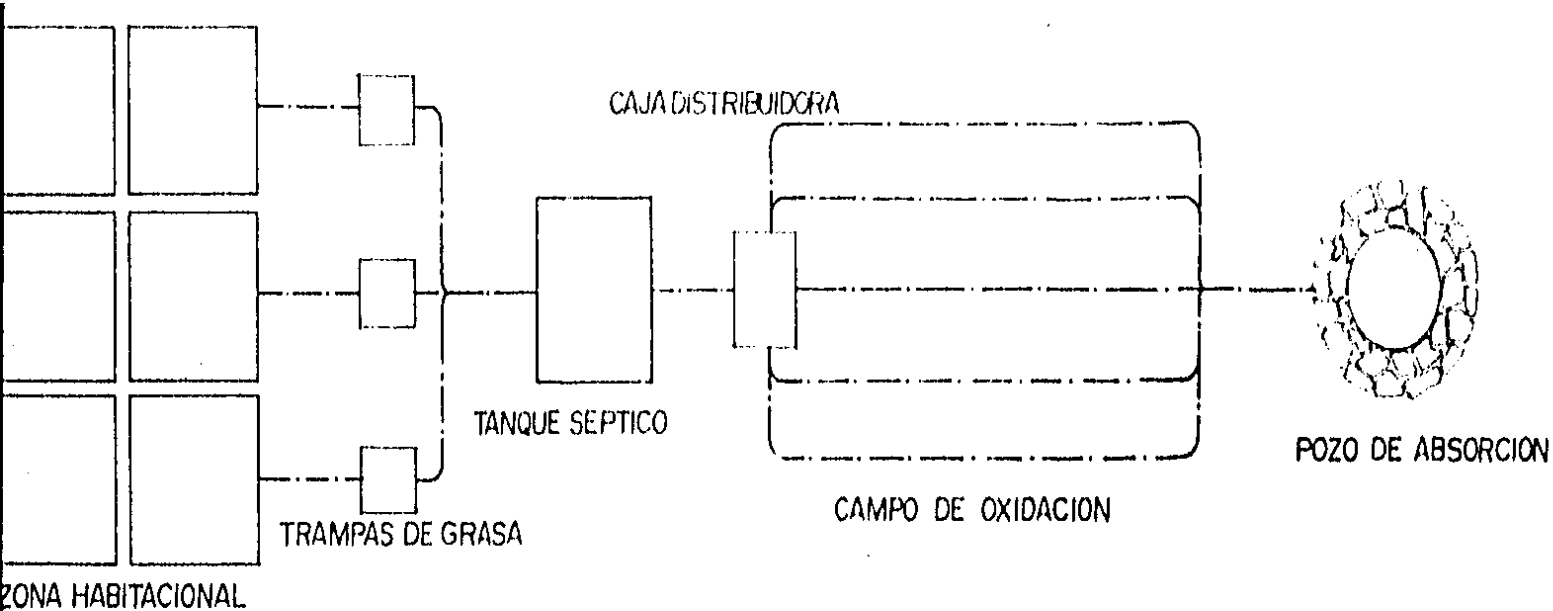 CAJA DISTRIBUIDORA
TANQUE SEPTICO
POZO DE ABSORCION
CAMPO DE OXIDACION
TRAMPAS DE GRASA
ZONA HABITACIONAL